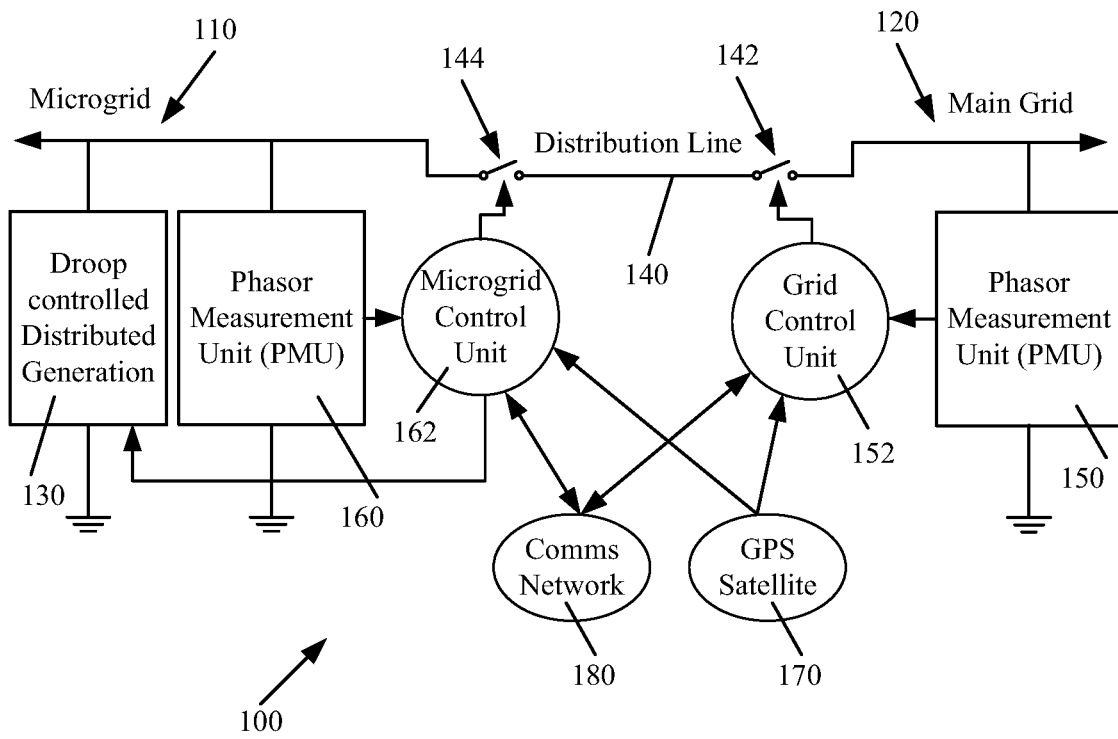 110
144
142
120
Microgrid
Distribution Line
Main Grid
140
Droop
controlled
Distributed
Generation
Phasor
Measurement
Unit (PMU)
Microgrid
Control
Unit
Grid
Control
Unit
Phasor
Measurement
Unit (PMU)
130
160
162
152
150
Comms
Network
GPS
Satellite
180
170
100